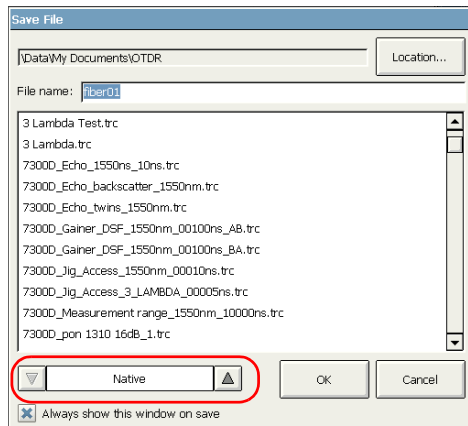 Save File
\Data\My Documents\OTDR
Location...
File name: fiber01
3 Lambda Test.trc
3 Lambda.trc
7300D_Echo_1550ns_10ns.trc
7300D_Echo_backscatter_1550nm.trc
7300D_Echo_twins_1550nm.trc
7300D_Gainer_DSF_1550nm_00100ns_AB.trc
7300D_Gainer_DSF_1550nm_00100ns_BA.trc
7300D_Jig_Access_1550nm_00010ns.trc
7300D_Jig_Access_3_LAMBDA_00005ns.trc
7300D_Measurement range_1550nm_10000ns.trc
7300D_pon 1310 16dB_1.trc
Native
OK
Cancel
Always show this window on save